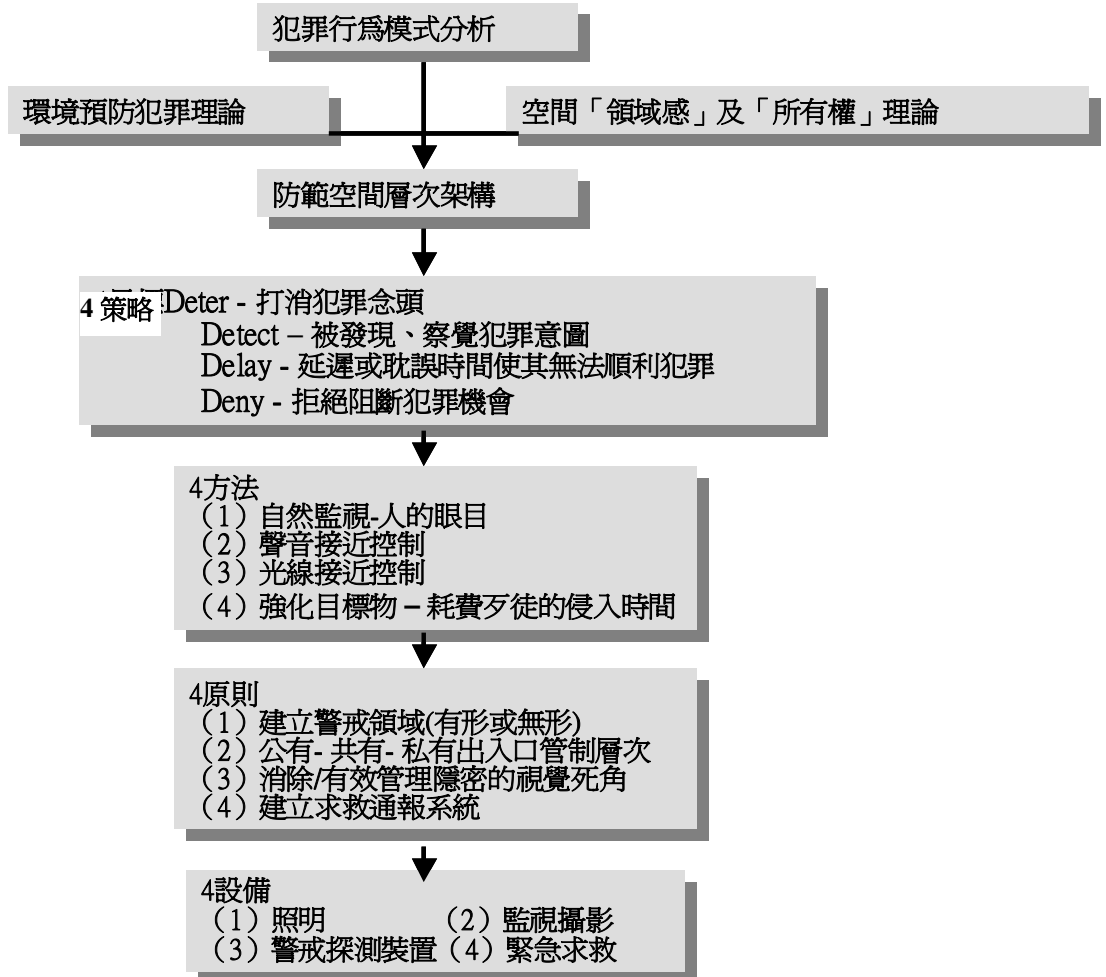 犯罪行爲模式分析
環境預防犯罪理論
空間「領域感」及「所有權」理論
防範空間層次架構
4 策略 Deter - 打消犯罪念頭
Detect – 被發現、察覺犯罪意圖
Delay - 延遲或耽誤時間使其無法順利犯罪
Deny - 拒絕阻斷犯罪機會
4方法
（1）自然監視-人的眼目
（2）聲音接近控制
（3）光線接近控制
（4）強化目標物 – 耗費歹徒的侵入時間
4原則
（1）建立警戒領域(有形或無形)
（2）公有- 共有- 私有出入口管制層次
（3）消除/有效管理隱密的視覺死角
（4）建立求救通報系統
4設備
（1）照明 （2）監視攝影
（3）警戒探測裝置（4）緊急求救